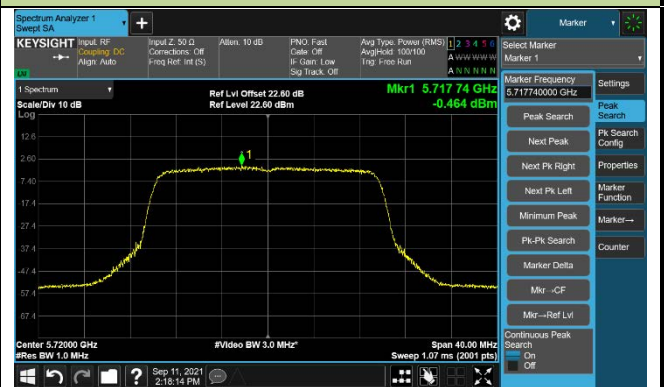 Spectrum Analyzer 1
Swept SA
Marker
KEYSIGHT
Input: RF
Coupling: DC
Align: Auto
Input Z: 50 Ω
Corrections: Off
Freq Ref: Int (S)
Atten: 10 dB
PNO: Fast
Gate: Off
IF Gain: Low
Sig Track: Off
Avg Type: Power (RMS)
Avg|Hold: 100/100
Trig: Free Run
1 2 3 4 5 6
A W W W W W
A N N N N N
Select Marker
Marker 1
1 Spectrum
Scale/Div 10 dB
Log
Ref Lvl Offset 22.60 dB
Ref Level 22.60 dBm
Mkr1 5.717 74 GHz
-0.464 dBm
12.6
2.60
-7.40
-17.4
-27.4
-37.4
-47.4
-57.4
-67.4
1
Center 5.72000 GHz
#Res BW 1.0 MHz
#Video BW 3.0 MHz*
Span 40.00 MHz
Sweep 1.07 ms (2001 pts)
Marker Frequency
5.717740000 GHz
Peak Search
Next Peak
Next Pk Right
Next Pk Left
Minimum Peak
Pk-Pk Search
Marker Delta
Mkr→CF
Mkr→Ref Lvl
Continuous Peak
Search
On
Off
Settings
Peak
Search
Pk Search
Config
Properties
Marker
Function
Marker→
Counter
Sep 11, 2021
2:18:14 PM